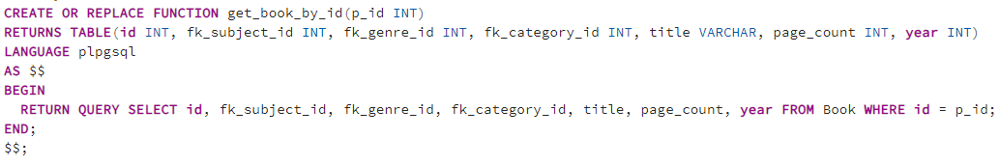 CREATE OR REPLACE FUNCTION get_book_by_id(p_id INT)
RETURNS TABLE(id INT, fk_subject_id INT, fk_genre_id INT, fk_category_id INT, title VARCHAR, page_count INT, year INT)
LANGUAGE plpgsql
AS $$
BEGIN
  RETURN QUERY SELECT id, fk_subject_id, fk_genre_id, fk_category_id, title, page_count, year FROM Book WHERE id = p_id;
END;
$$;